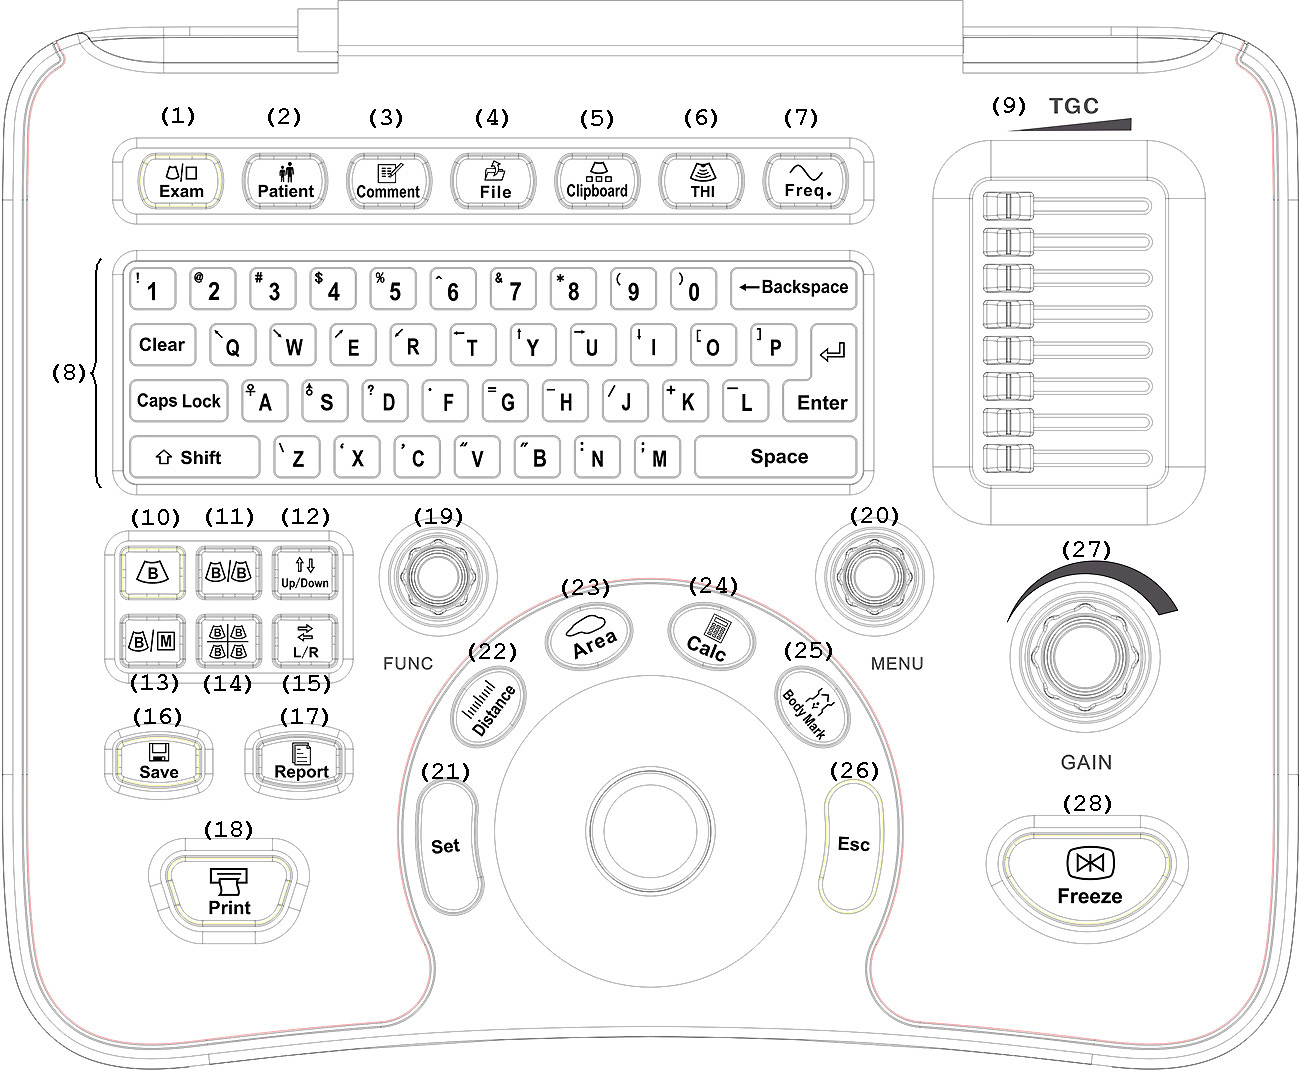 (1) (2) (3) (4) (5) (6) (7) (9) TGC
Exam Patient Comment File Clipboard THI Freq.
(8)
! 1 @ 2 # 3 $ 4 % 5 ^ 6 & 7 * 8 ( 9 ) 0 ←Backspace
Clear ↖ Q ↘ W ↗ E ↙ R ← T ↑ Y → U ↓ I [ O ] P
Caps Lock ♀ A ♂ S ? D . F = G - H / J + K — L Enter
⇧ Shift \ Z ‘ X ’ C “ V ” B : N ; M Space
(10) (11) (12) (19) (20)
B B/B ⇧⇩ Up/Down
(27)
(23) (24)
Area Calc
B/M B B B B L/R
FUNC (22) (25) MENU
Distance Body Mark
(13) (14) (15)
(16) (17)
Save Report
GAIN
(21) (26)
Set Esc
(18) (28)
Print Freeze